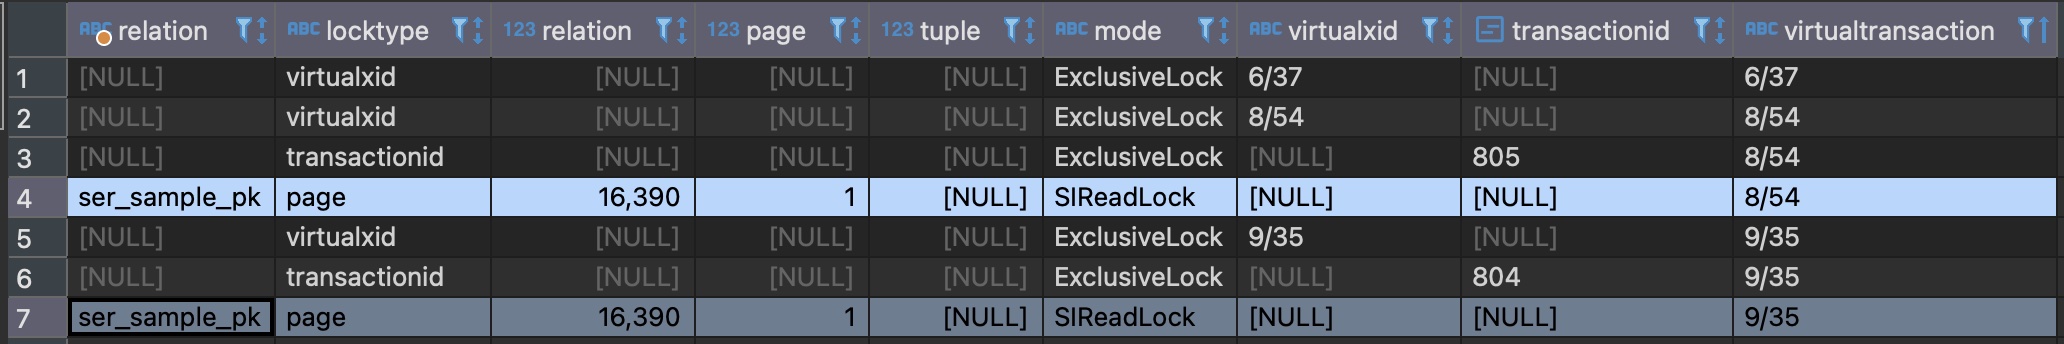 ABC relation ABC locktype 123 relation 123 page 123 tuple ABC mode ABC virtualxid transactionid ABC virtualtransaction
1 [NULL] virtualxid [NULL] [NULL] [NULL] ExclusiveLock 6/37 [NULL] 6/37
2 [NULL] virtualxid [NULL] [NULL] [NULL] ExclusiveLock 8/54 [NULL] 8/54
3 [NULL] transactionid [NULL] [NULL] [NULL] ExclusiveLock [NULL] 805 8/54
4 ser_sample_pk page 16,390 1 [NULL] SIReadLock [NULL] [NULL] 8/54
5 [NULL] virtualxid [NULL] [NULL] [NULL] ExclusiveLock 9/35 [NULL] 9/35
6 [NULL] transactionid [NULL] [NULL] [NULL] ExclusiveLock [NULL] 804 9/35
7 ser_sample_pk page 16,390 1 [NULL] SIReadLock [NULL] [NULL] 9/35